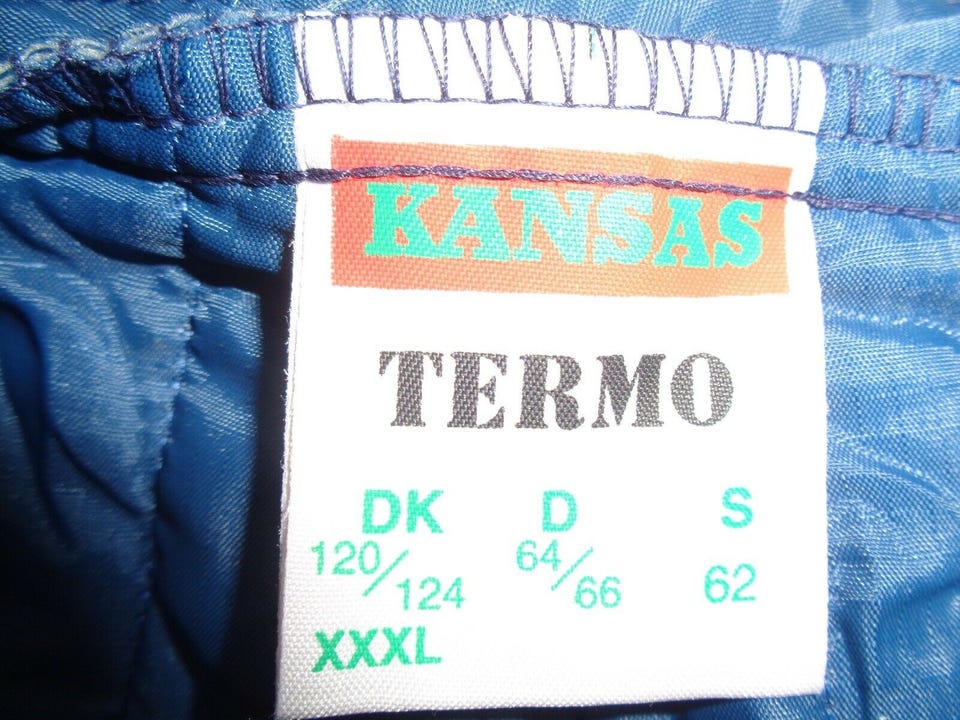 KANSAS
TERMO
DK D S
120/124 64/66 62
XXXL